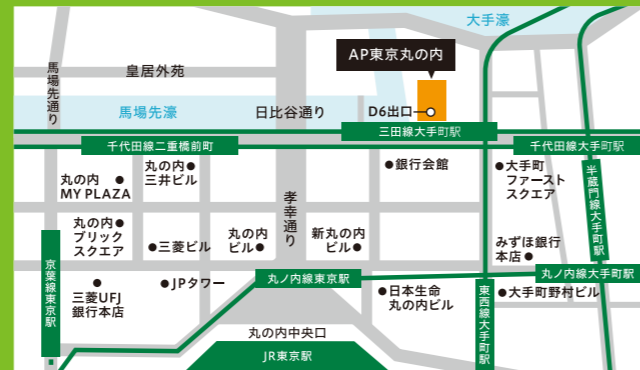 大手濠
AP東京丸の内
馬場先通り
皇居外苑
馬場先濠
日比谷通り
D6出口
三田線大手町駅
千代田線二重橋前町
千代田線大手町駅
丸の内
MY PLAZA
丸の内
三井ビル
銀行会館
大手町
ファースト
スクエア
半蔵門線大手町駅
孝幸通り
丸の内
ブリック
スクエア
三菱ビル
丸の内
ビル
新丸の内
ビル
みずほ銀行
本店
京葉線東京駅
三菱UFJ
銀行本店
JPタワー
丸ノ内線東京駅
丸ノ内線大手町駅
日本生命
丸の内ビル
東西線大手町駅
大手町野村ビル
丸の内中央口
JR東京駅